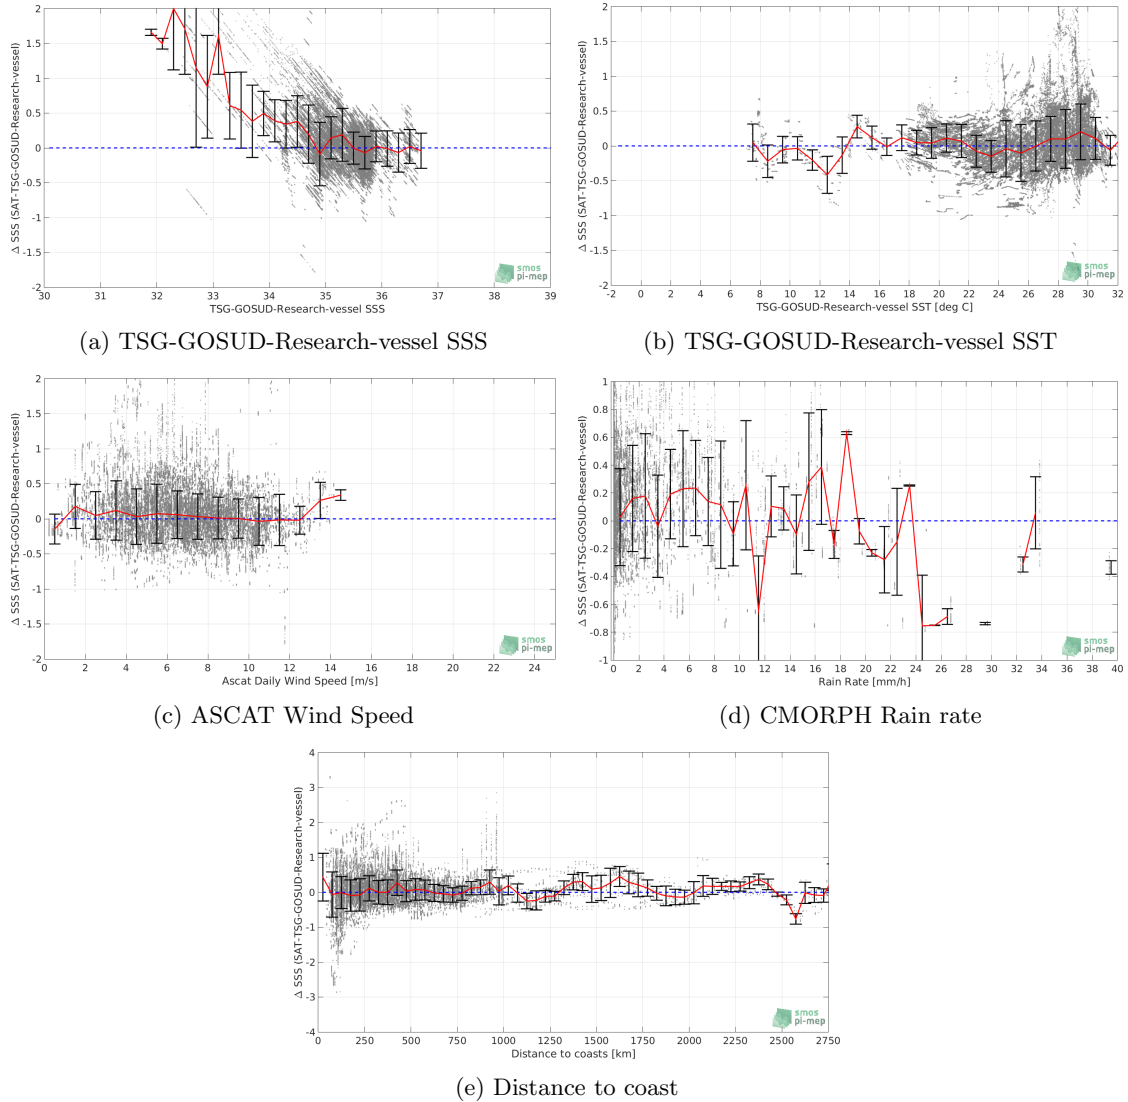 Δ SSS (SAT-TSG-GOSUD-Research-vessel)
2
1.5
1
0.5
0
-0.5
-1
-1.5
-2
30 31 32 33 34 35 36 37 38 39
TSG-GOSUD-Research-vessel SSS
smos
pi-mep
(a) TSG-GOSUD-Research-vessel SSS
Δ SSS (SAT-TSG-GOSUD-Research-vessel)
2
1.5
1
0.5
0
-0.5
-1
-1.5
-2
-2 0 2 4 6 8 10 12 14 16 18 20 22 24 26 28 30 32
TSG-GOSUD-Research-vessel SST [deg C]
smos
pi-mep
(b) TSG-GOSUD-Research-vessel SST
Δ SSS (SAT-TSG-GOSUD-Research-vessel)
2
1.5
1
0.5
0
-0.5
-1
-1.5
-2
0 2 4 6 8 10 12 14 16 18 20 22 24
Ascat Daily Wind Speed [m/s]
smos
pi-mep
(c) ASCAT Wind Speed
Δ SSS (SAT-TSG-GOSUD-Research-vessel)
1
0.8
0.6
0.4
0.2
0
-0.2
-0.4
-0.6
-0.8
-1
0 2 4 6 8 10 12 14 16 18 20 22 24 26 28 30 32 34 36 38 40
Rain Rate [mm/h]
smos
pi-mep
(d) CMORPH Rain rate
Δ SSS (SAT-TSG-GOSUD-Research-vessel)
4
3
2
1
0
-1
-2
-3
-4
0 250 500 750 1000 1250 1500 1750 2000 2250 2500 2750
Distance to coasts [km]
smos
pi-mep
(e) Distance to coast